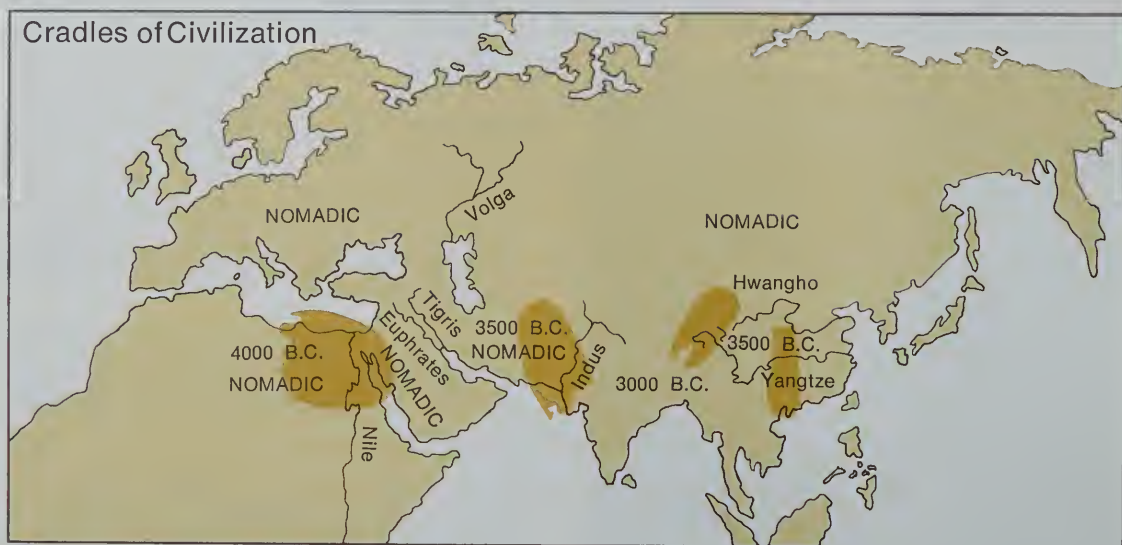 Cradles of Civilization
NOMADIC
Volga
NOMADIC
Hwangho
Tigris
Euphrates
3500 B.C.
NOMADIC
3500 B.C.
4000 B.C.
NOMADIC
NOMADIC
Indus
3000 B.C.
Yangtze
Nile